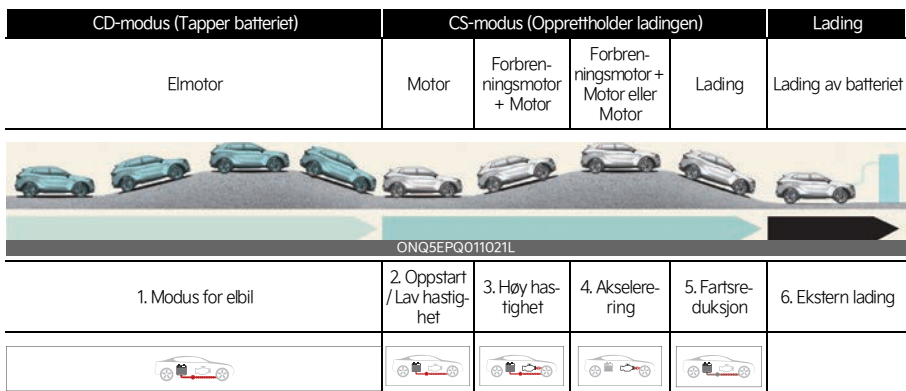 CD-modus (Tapper batteriet) CS-modus (Opprettholder ladingen) Lading
Elmotor
Motor
Forbren-
ningsmotor
+ Motor
Forbren-
ningsmotor +
Motor eller
Motor
Lading
Lading av batteriet
ONQ5EPQ011021L
1. Modus for elbil
2. Oppstart
/ Lav hastig-
het
3. Høy has-
tighet
4. Akselere-
ring
5. Fartsre-
duksjon
6. Ekstern lading